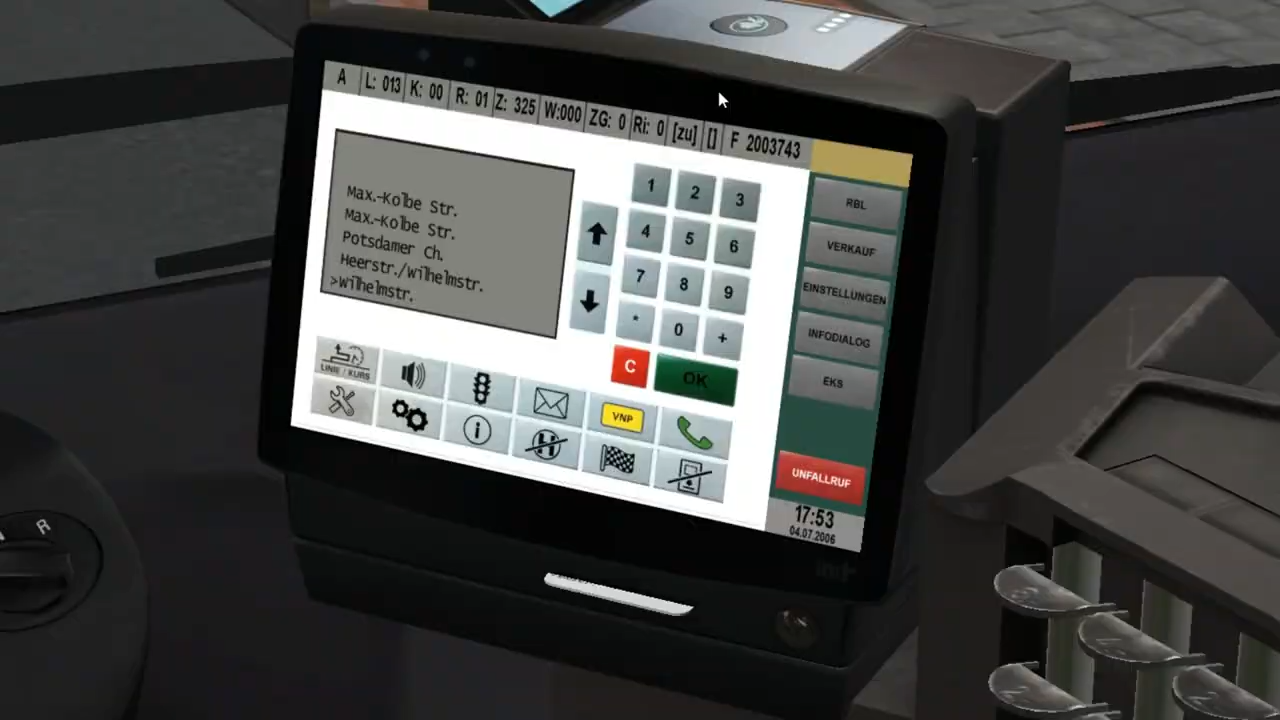 A L: 013 K: 00 R: 01 Z: 325 W:000 ZG: 0 Ri: 0 [zu] [] F 2003743
Max.-Kolbe Str.
Max.-Kolbe Str.
Potsdamer Ch.
Heerstr./Wilhelmstr.
>Wilhelmstr.
1 2 3
4 5 6
7 8 9
* 0 +
C OK
LINIE / KURS
VNP
i
H
RBL
VERKAUF
EINSTELLUNGEN
INFODIALOG
EKS
UNFALLRUF
17:53
04.07.2006
init
R